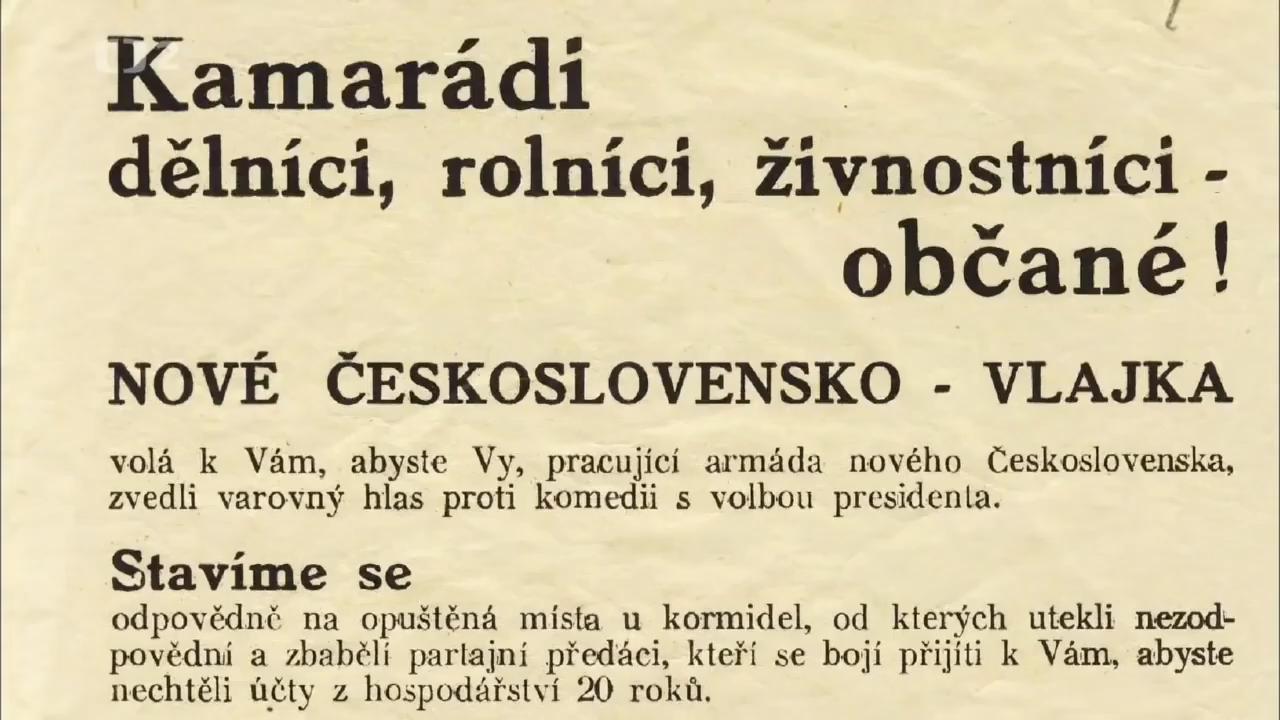 Kamarádi
dělníci, rolníci, živnostníci -
občané!
NOVÉ ČESKOSLOVENSKO - VLAJKA
volá k Vám, abyste Vy, pracující armáda nového Československa,
zvedli varovný hlas proti komedii s volbou presidenta.
Stavíme se
odpovědně na opuštěná místa u kormidel, od kterých utekli nezod-
povědní a zbabělí partajní předáci, kteří se bojí přijíti k Vám, abyste
nechtěli účty z hospodářství 20 roků.